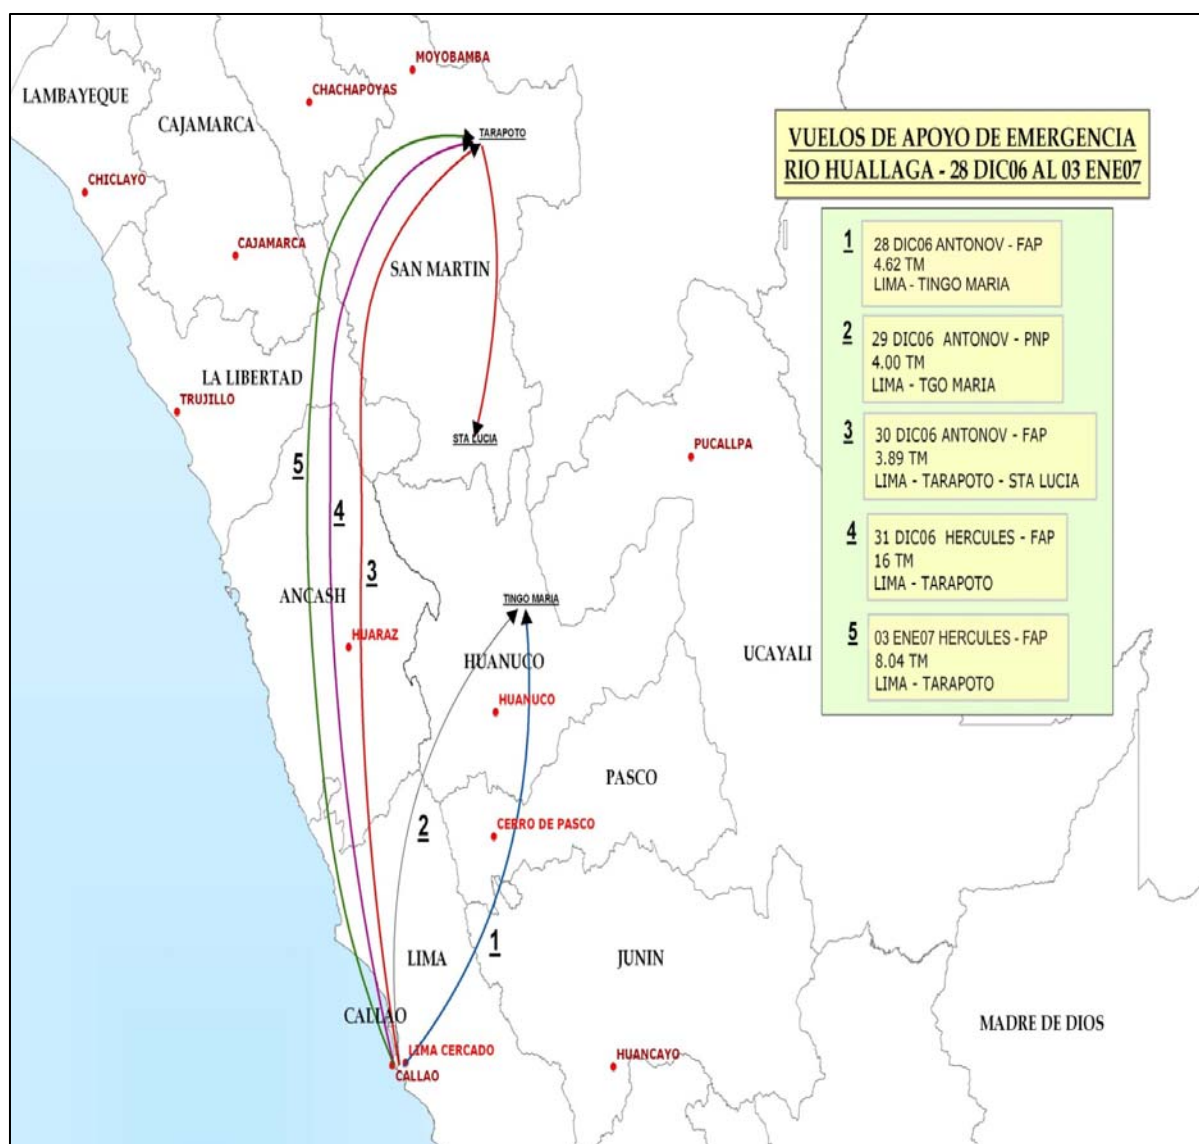 MOYOBAMBA
LAMBAYEQUE
CHACHAPOYAS
CAJAMARCA
TARAPOTO
VUELOS DE APOYO DE EMERGENCIA
RIO HUALLAGA - 28 DIC06 AL 03 ENE07
CHICLAYO
CAJAMARCA
SAN MARTIN
1
28 DIC06 ANTONOV - FAP
4.62 TM
LIMA - TINGO MARIA
2
29 DIC06 ANTONOV - PNP
4.00 TM
LIMA - TGO MARIA
3
30 DIC06 ANTONOV - FAP
3.89 TM
LIMA - TARAPOTO - STA LUCIA
4
31 DIC06 HERCULES - FAP
16 TM
LIMA - TARAPOTO
5
03 ENE07 HERCULES - FAP
8.04 TM
LIMA - TARAPOTO
LA LIBERTAD
TRUJILLO
STA LUCIA
PUCALLPA
5
4
3
ANCASH
TINGO MARIA
HUARAZ
HUANUCO
UCAYALI
HUANUCO
PASCO
2
CERRO DE PASCO
1
LIMA
JUNIN
CALLAO
MADRE DE DIOS
LIMA CERCADO
CALLAO
HUANCAYO